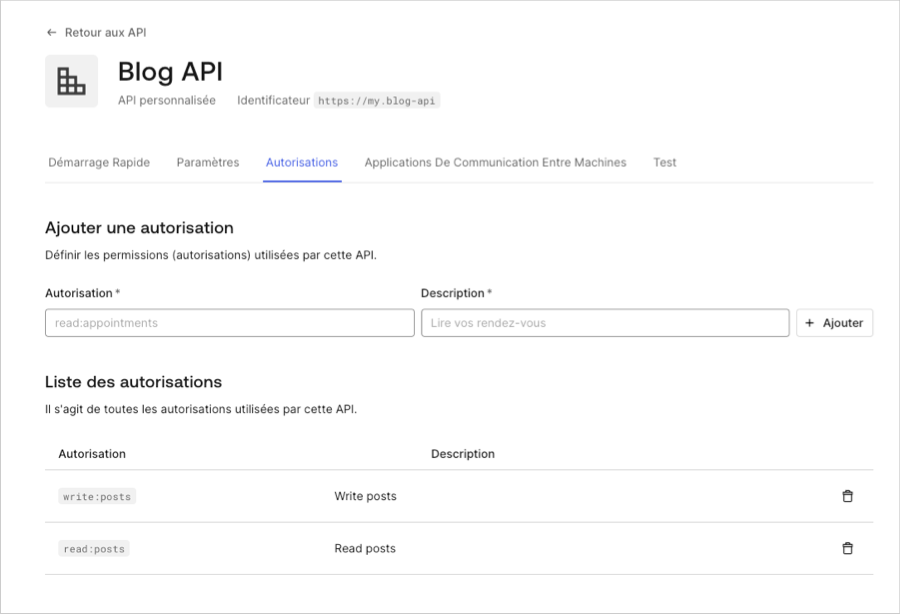 ← Retour aux API
Blog API
API personnalisée Identificateur https://my.blog-api
Démarrage Rapide Paramètres Autorisations Applications De Communication Entre Machines Test
Ajouter une autorisation
Définir les permissions (autorisations) utilisées par cette API.
Autorisation * Description *
read:appointments Lire vos rendez-vous + Ajouter
Liste des autorisations
Il s'agit de toutes les autorisations utilisées par cette API.
Autorisation Description
write:posts Write posts
read:posts Read posts